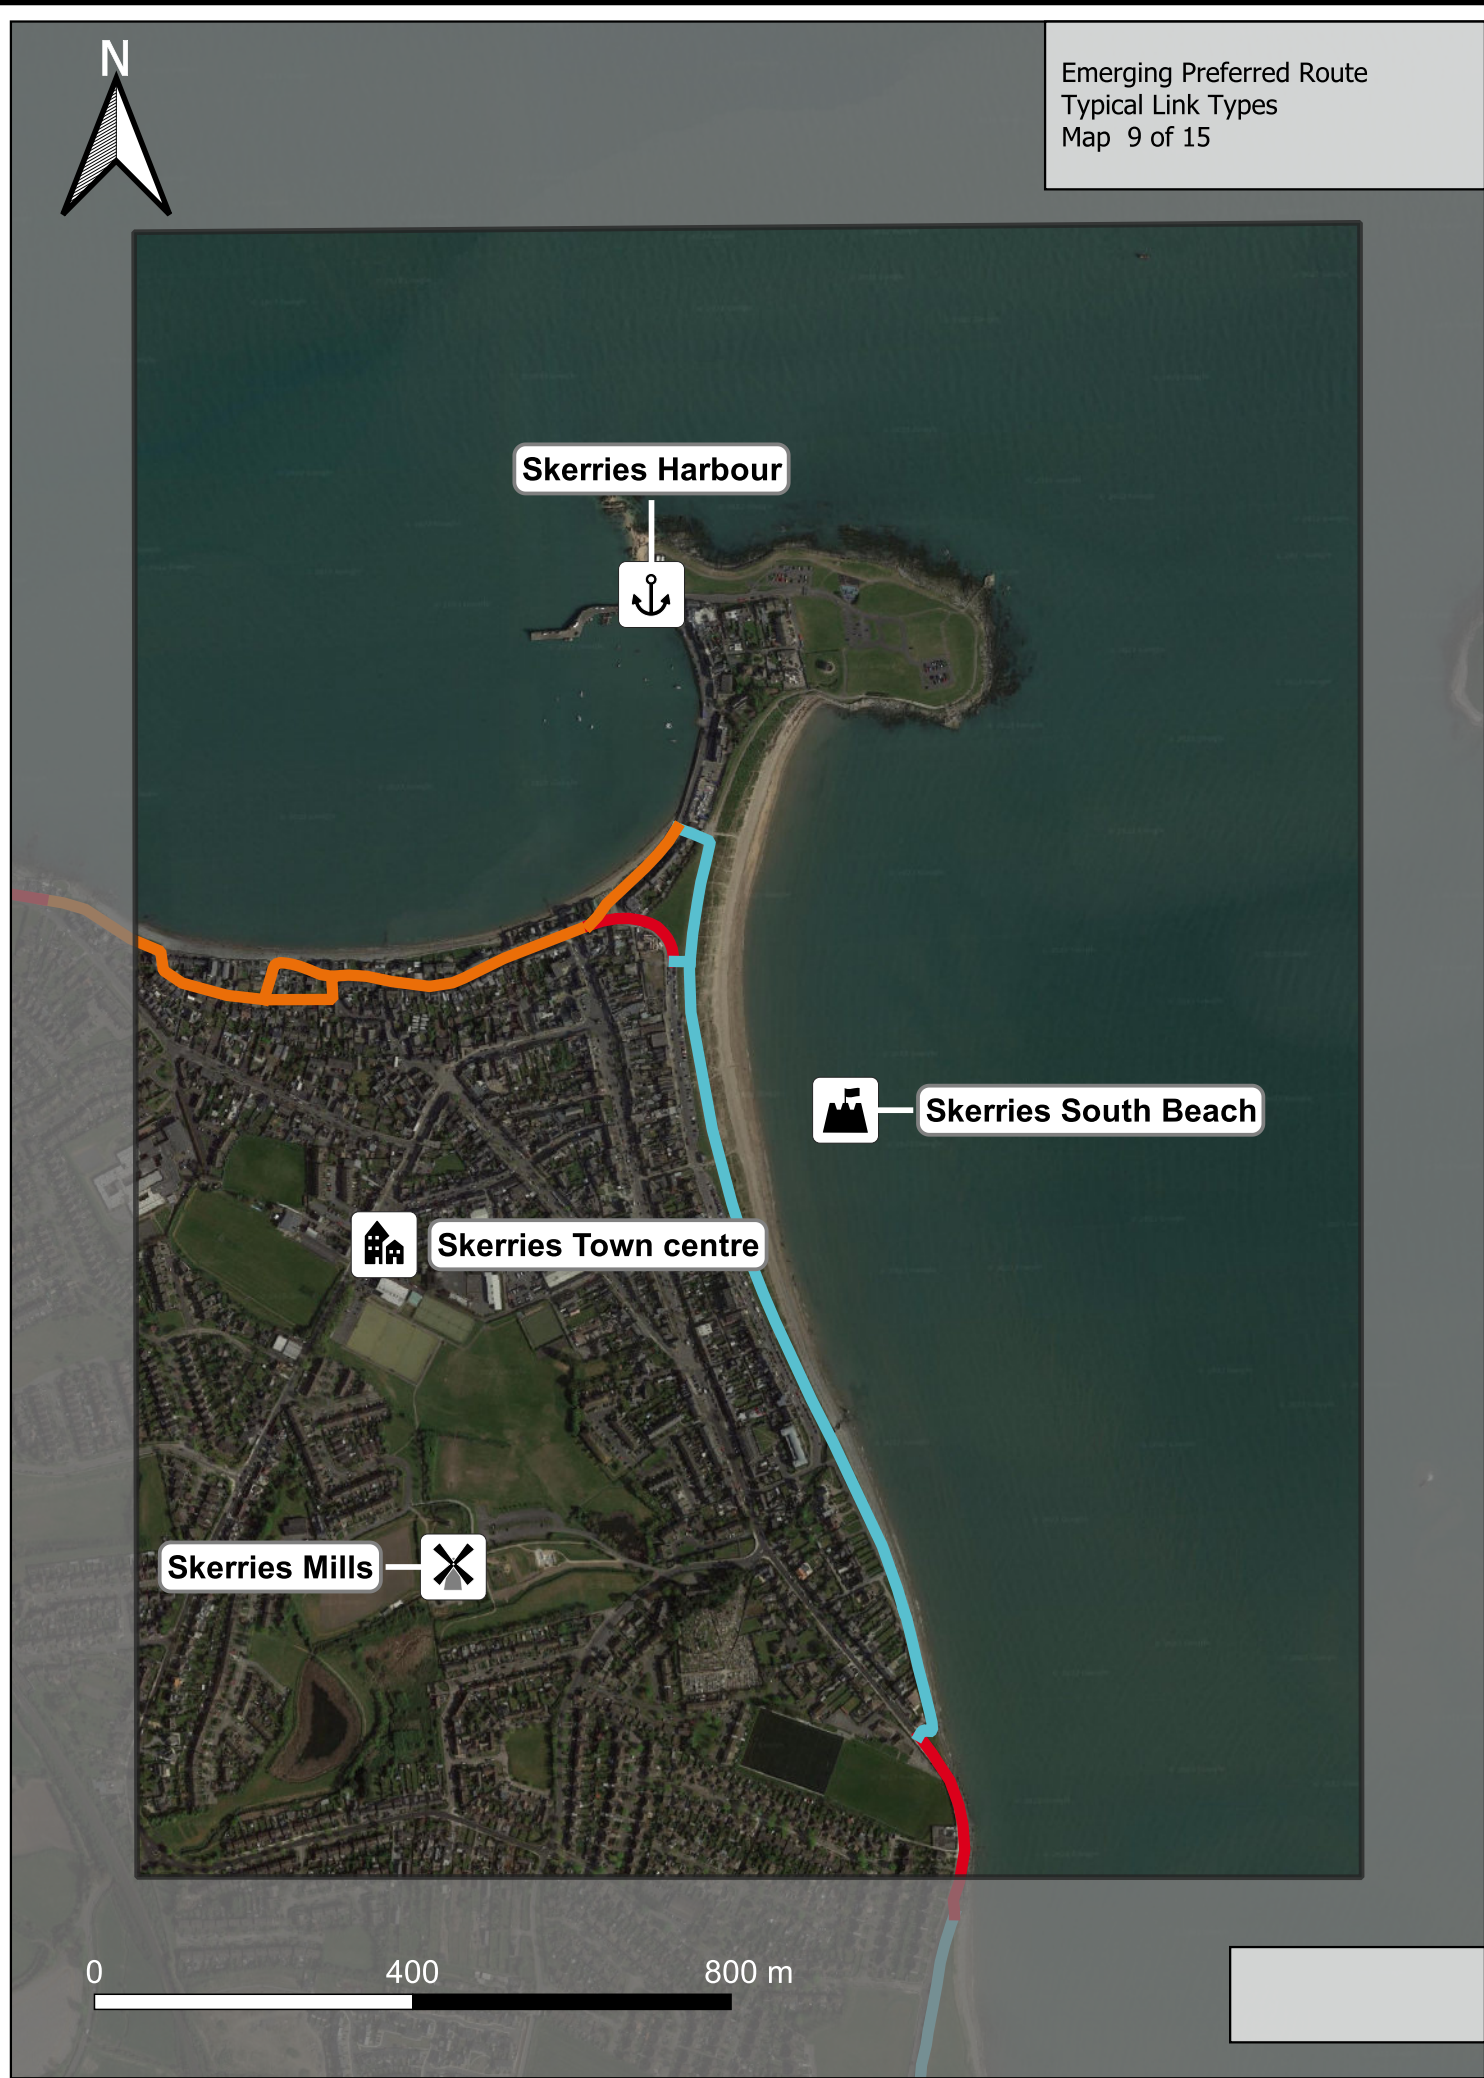 N
Emerging Preferred Route
Typical Link Types
Map 9 of 15
Skerries Harbour
Skerries South Beach
Skerries Town centre
Skerries Mills
0 400 800 m